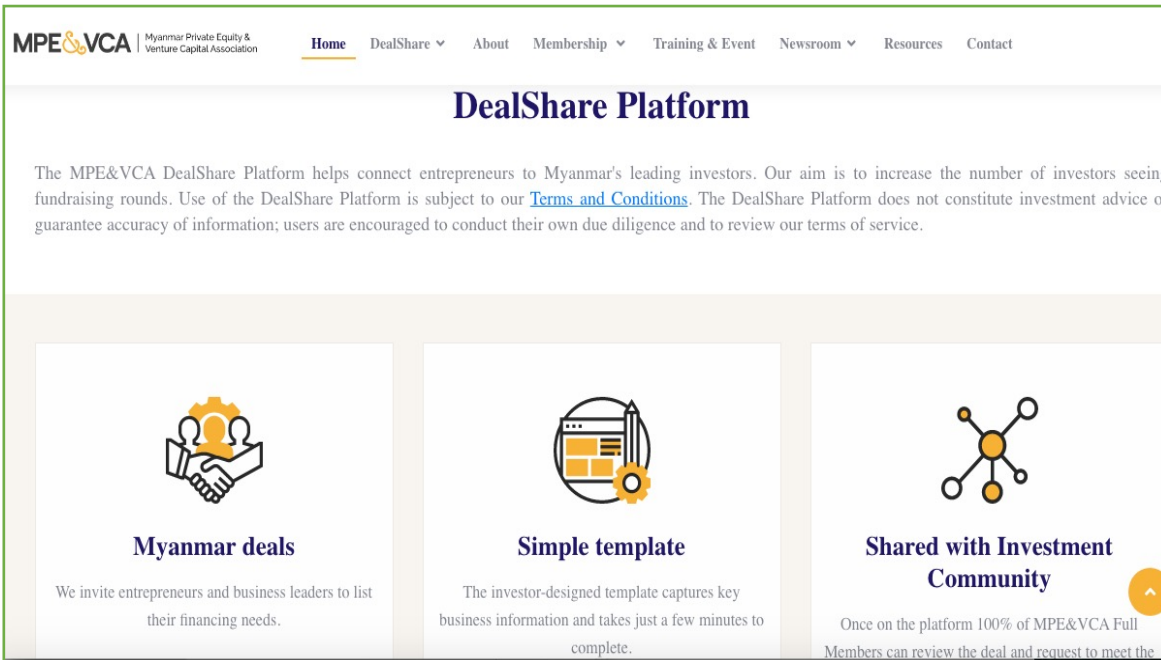 MPE&VCA | Myanmar Private Equity &
Venture Capital Association
Home DealShare About Membership Training & Event Newsroom Resources Contact
DealShare Platform
The MPE&VCA DealShare Platform helps connect entrepreneurs to Myanmar's leading investors. Our aim is to increase the number of investors seein
fundraising rounds. Use of the DealShare Platform is subject to our Terms and Conditions. The DealShare Platform does not constitute investment advice o
guarantee accuracy of information; users are encouraged to conduct their own due diligence and to review our terms of service.
Myanmar deals
We invite entrepreneurs and business leaders to list
their financing needs.
Simple template
The investor-designed template captures key
business information and takes just a few minutes to
complete.
Shared with Investment
Community
Once on the platform 100% of MPE&VCA Full
Members can review the deal and request to meet the